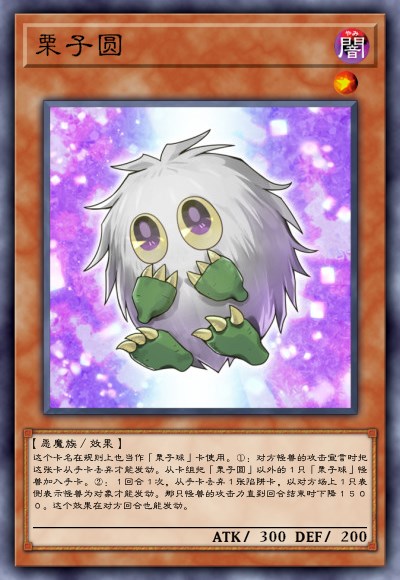 栗子圆
やみ
闇
【恶魔族/效果】
这个卡名在规则上也当作「栗子球」卡使用。①：对方怪兽的攻击宣言时把
这张卡从手卡丢弃才能发动。从卡组把「栗子圆」以外的1只「栗子球」怪
兽加入手卡。②：1回合1次，从手卡丢弃1张陷阱卡，以对方场上1只表
侧表示怪兽为对象才能发动。那只怪兽的攻击力直到回合结束时下降150
0。这个效果在对方回合也能发动。
ATK/ 300 DEF/ 200